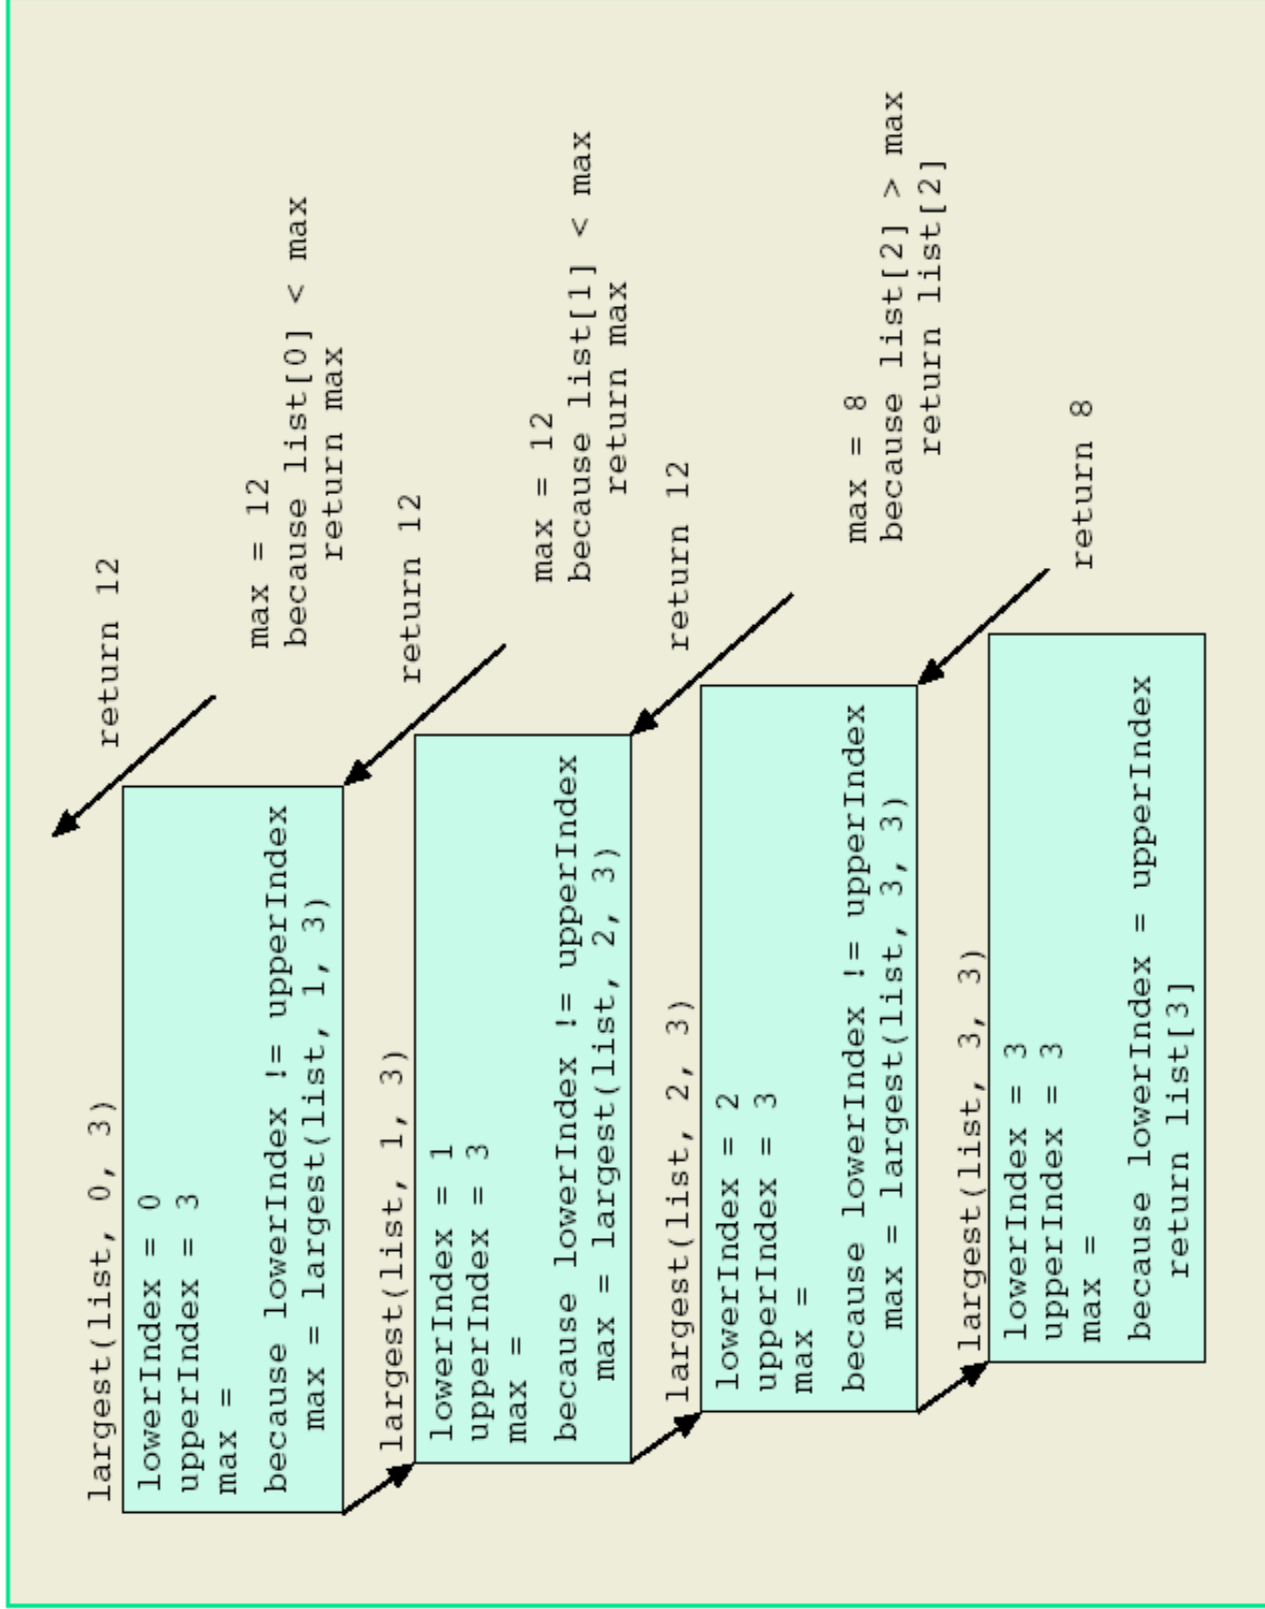 return 12
largest(list, 0, 3)
lowerIndex = 0
upperIndex = 3
max =
because lowerIndex != upperIndex
max = largest(list, 1, 3)
max = 12
because list[0] < max
return max
return 12
largest(list, 1, 3)
lowerIndex = 1
upperIndex = 3
max =
because lowerIndex != upperIndex
max = largest(list, 2, 3)
max = 12
because list[1] < max
return max
return 12
largest(list, 2, 3)
lowerIndex = 2
upperIndex = 3
max =
because lowerIndex != upperIndex
max = largest(list, 3, 3)
max = 8
because list[2] > max
return list[2]
return 8
largest(list, 3, 3)
lowerIndex = 3
upperIndex = 3
max =
because lowerIndex = upperIndex
return list[3]